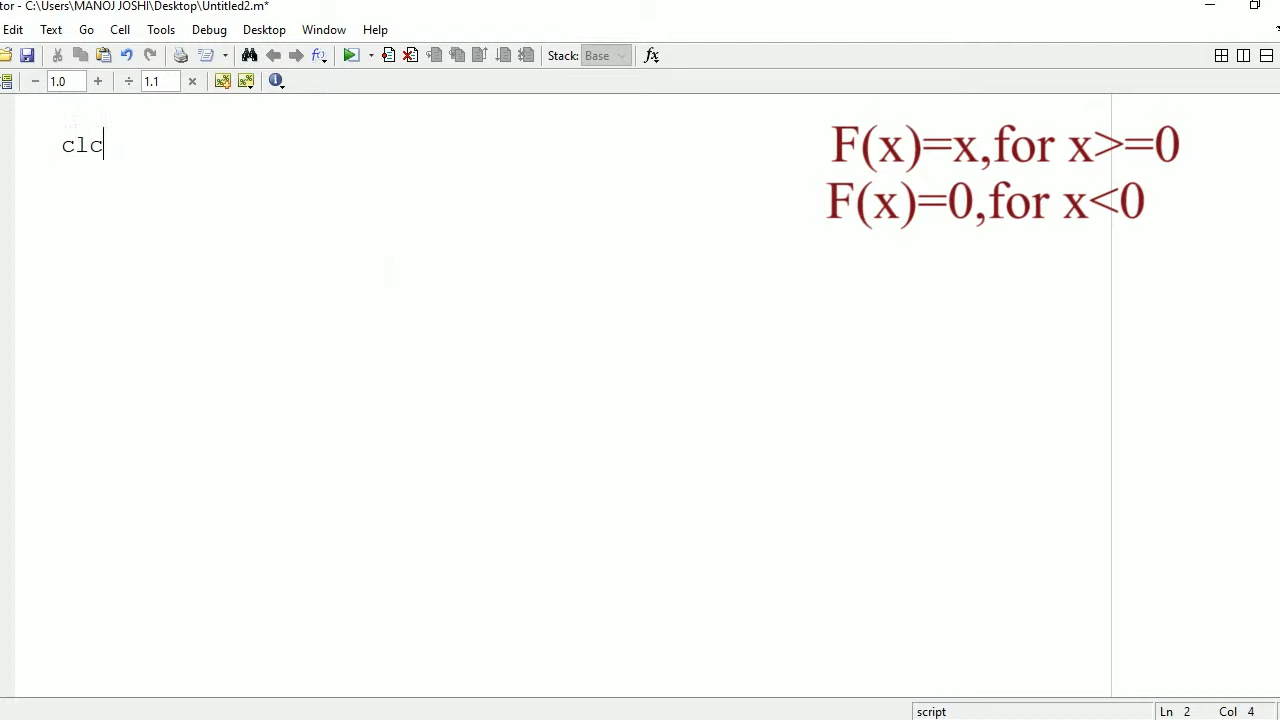 tor - C:\Users\MANOJ JOSHI\Desktop\Untitled2.m*
Edit Text Go Cell Tools Debug Desktop Window Help
Stack: Base fx
− 1.0 + ÷ 1.1 ×
clc
F(x)=x,for x>=0
F(x)=0,for x<0
script Ln 2 Col 4